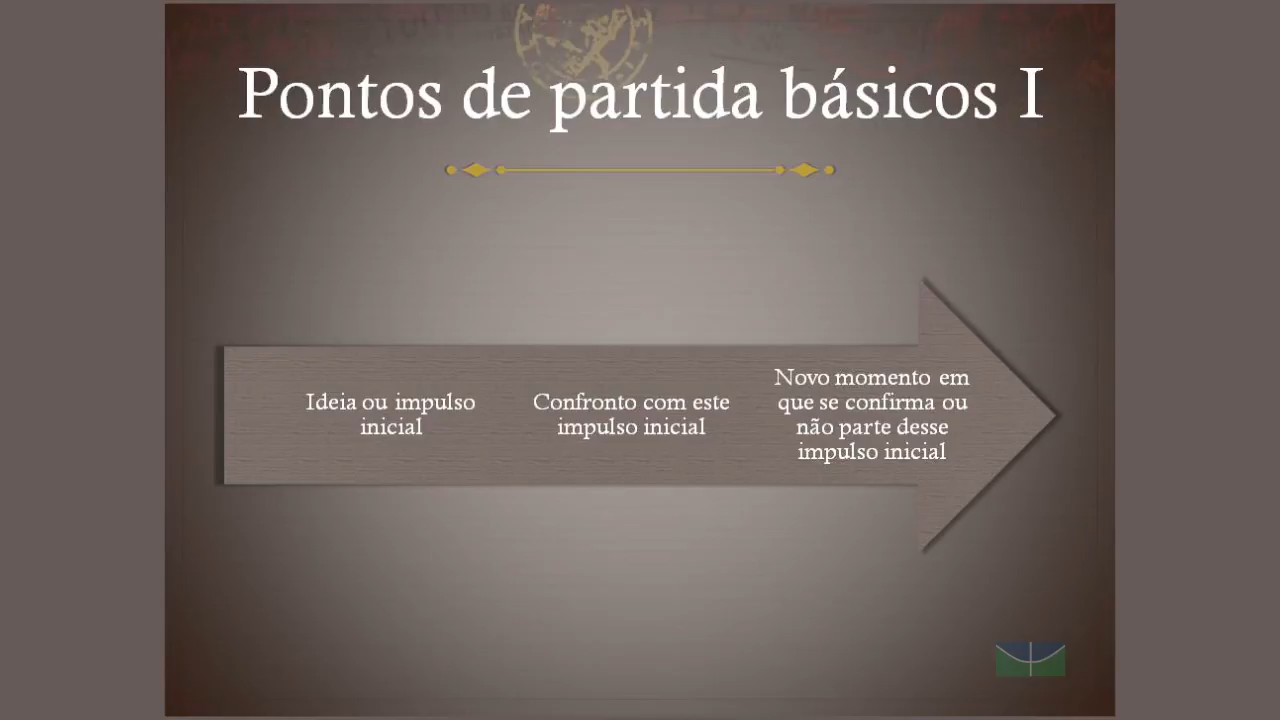 Pontos de partida básicos I
Ideia ou impulso
inicial
Confronto com este
impulso inicial
Novo momento em
que se confirma ou
não parte desse
impulso inicial